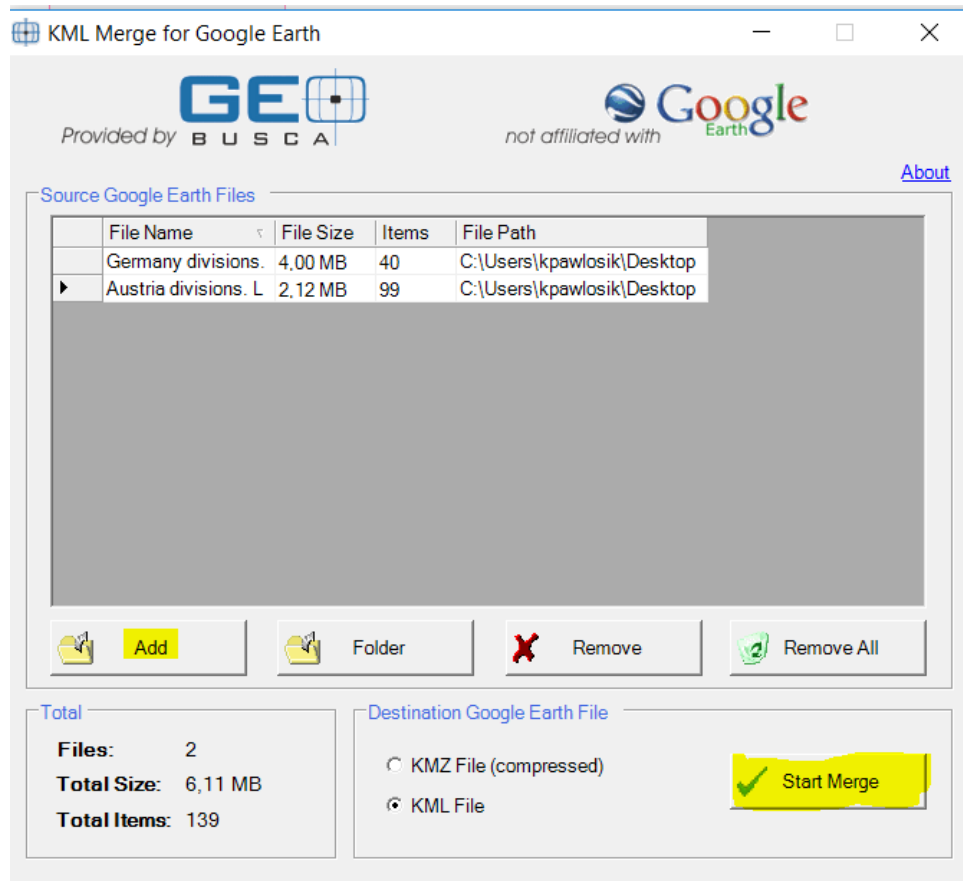 KML Merge for Google Earth
Provided by GEO BUSCA
not affiliated with Google Earth
About
Source Google Earth Files
File Name File Size Items File Path
Germany divisions. 4,00 MB 40 C:\Users\kpawlosik\Desktop
Austria divisions. L 2,12 MB 99 C:\Users\kpawlosik\Desktop
Add Folder Remove Remove All
Total
Files: 2
Total Size: 6,11 MB
Total Items: 139
Destination Google Earth File
KMZ File (compressed)
KML File
Start Merge